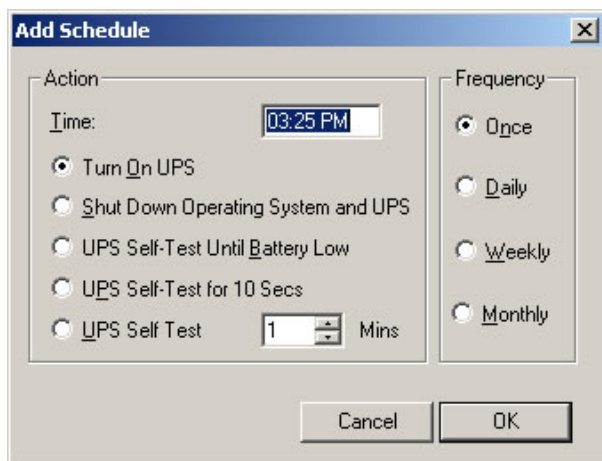 Add Schedule
Action
Time:
03:25 PM
Turn On UPS
Shut Down Operating System and UPS
UPS Self-Test Until Battery Low
UPS Self-Test for 10 Secs
UPS Self Test 1 Mins
Frequency
Once
Daily
Weekly
Monthly
Cancel
OK